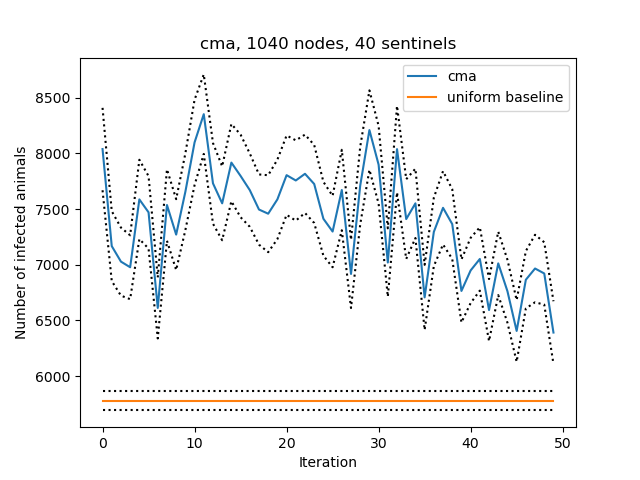 cma, 1040 nodes, 40 sentinels
cma
uniform baseline
Number of infected animals
8500
8000
7500
7000
6500
6000
0 10 20 30 40 50
Iteration